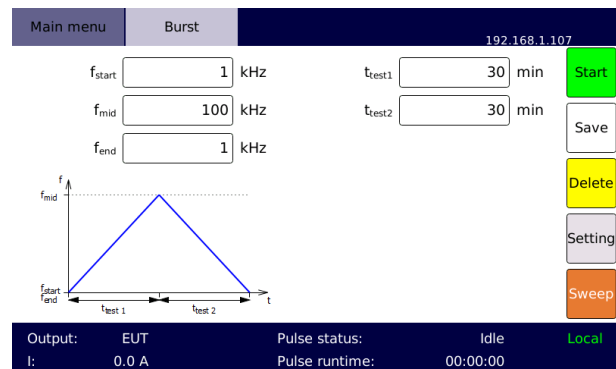 Main menu Burst 192.168.1.107
fstart 1 kHz ttest1 30 min Start
fmid 100 kHz ttest2 30 min
Save
fend 1 kHz
f
Delete
fmid
Setting
fstart
fend
t
Sweep
ttest 1 ttest 2
Output: EUT Pulse status: Idle Local
I: 0.0 A Pulse runtime: 00:00:00